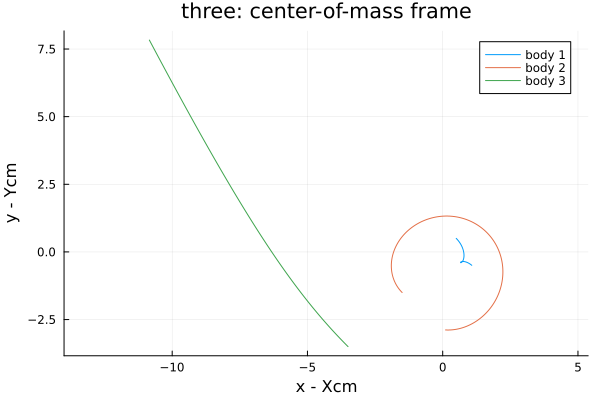 three: center-of-mass frame
body 1
body 2
body 3
y - Ycm
7.5
5.0
2.5
0.0
−2.5
−10
−5
0
5
x - Xcm